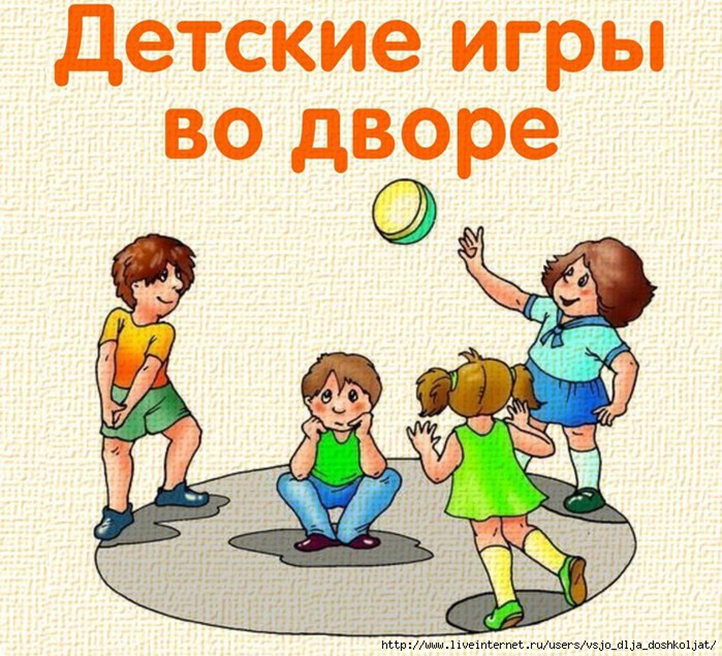 Детские игры
во дворе
http://www.liveinternet.ru/users/vsjo_dlja_doshkoljat/